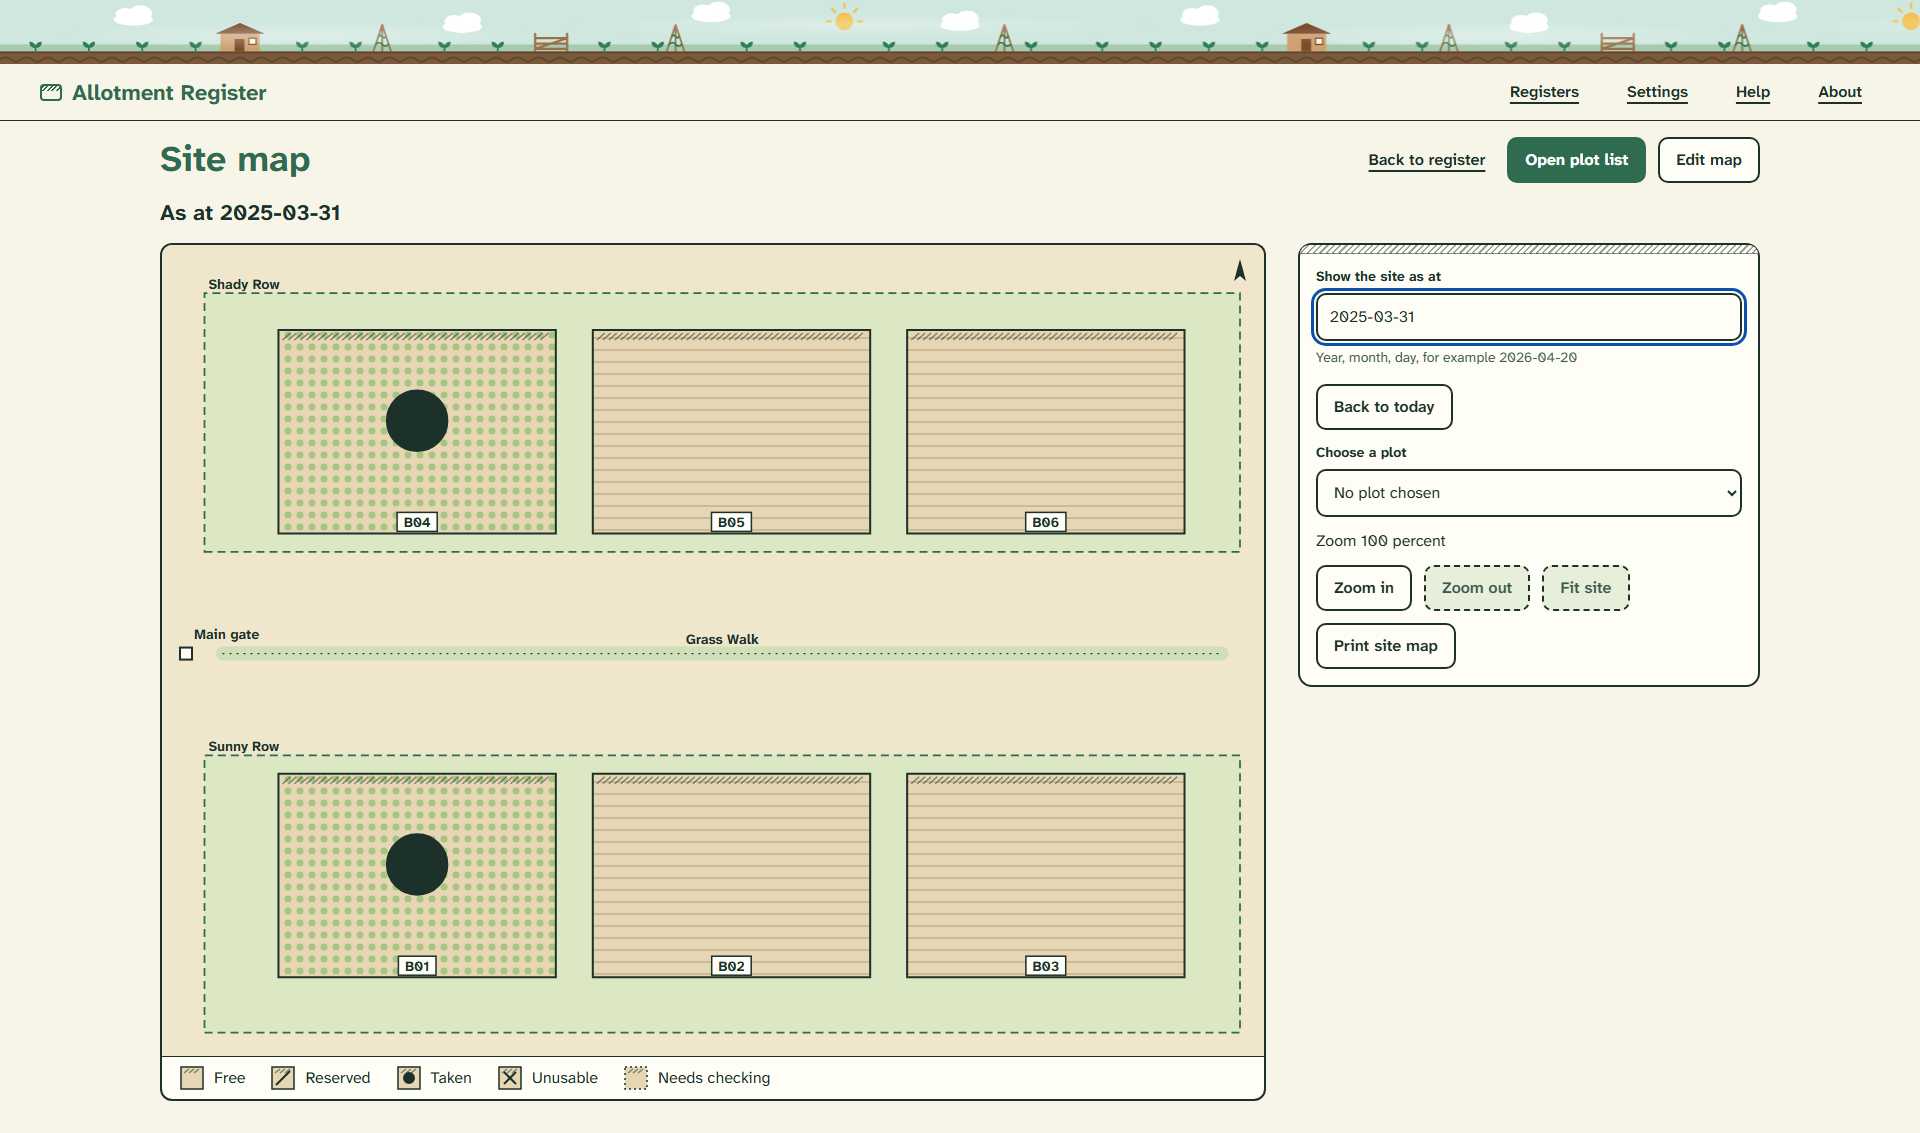 Allotment Register
Registers
Settings
Help
About
Site map
Back to register
Open plot list
Edit map
As at 2025-03-31
Shady Row
B04
B05
B06
Main gate
Grass Walk
Sunny Row
B01
B02
B03
Free
Reserved
Taken
Unusable
Needs checking
Show the site as at
2025-03-31
Year, month, day, for example 2026-04-20
Back to today
Choose a plot
No plot chosen
Zoom 100 percent
Zoom in
Zoom out
Fit site
Print site map